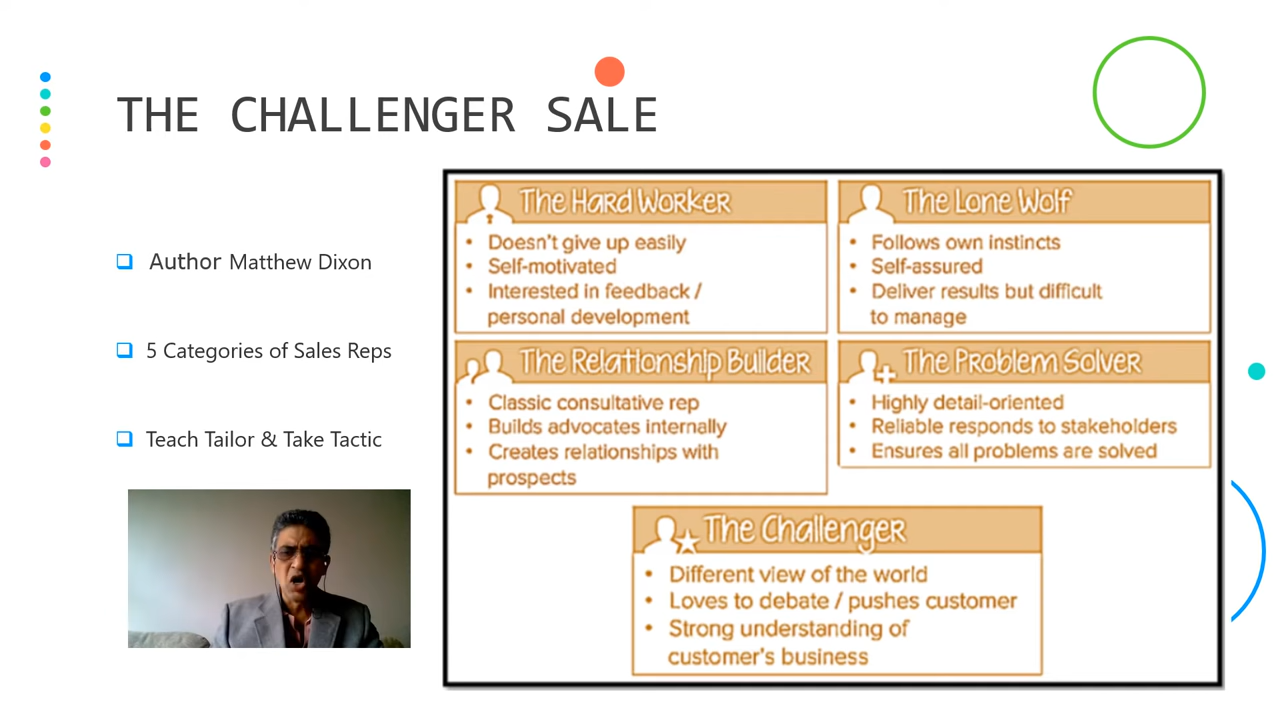 THE CHALLENGER SALE
Author Matthew Dixon
5 Categories of Sales Reps
Teach Tailor & Take Tactic
The Hard Worker
• Doesn't give up easily
• Self-motivated
• Interested in feedback /
personal development
The Lone Wolf
• Follows own instincts
• Self-assured
• Deliver results but difficult
to manage
The Relationship Builder
• Classic consultative rep
• Builds advocates internally
• Creates relationships with
prospects
The Problem Solver
• Highly detail-oriented
• Reliable responds to stakeholders
• Ensures all problems are solved
The Challenger
• Different view of the world
• Loves to debate / pushes customer
• Strong understanding of
customer's business